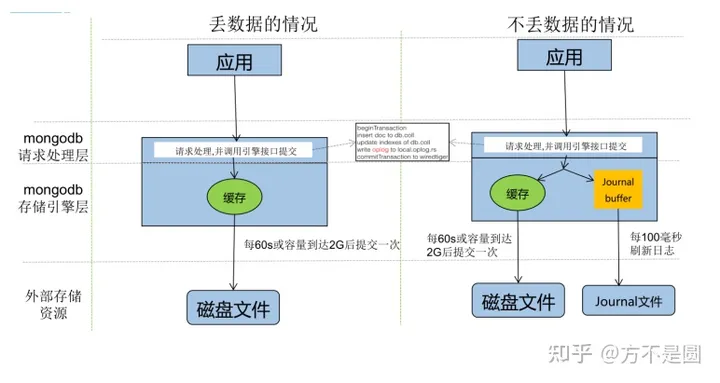 丢数据的情况
不丢数据的情况
应用
应用
mongodb
请求处理层
请求处理,并调用引擎接口提交
beginTransaction
insert doc to db.coll
update indexes of db.coll
write oplog to local.oplog.rs
commitTransaction to wiredtiger
请求处理,并调用引擎接口提交
mongodb
存储引擎层
缓存
缓存
Journal
buffer
每60s或容量到达2G后提交一次
每60s或容量到达
2G后提交一次
每100毫秒
刷新日志
外部存储
资源
磁盘文件
磁盘文件
Journal文件
知乎 @方不是圆